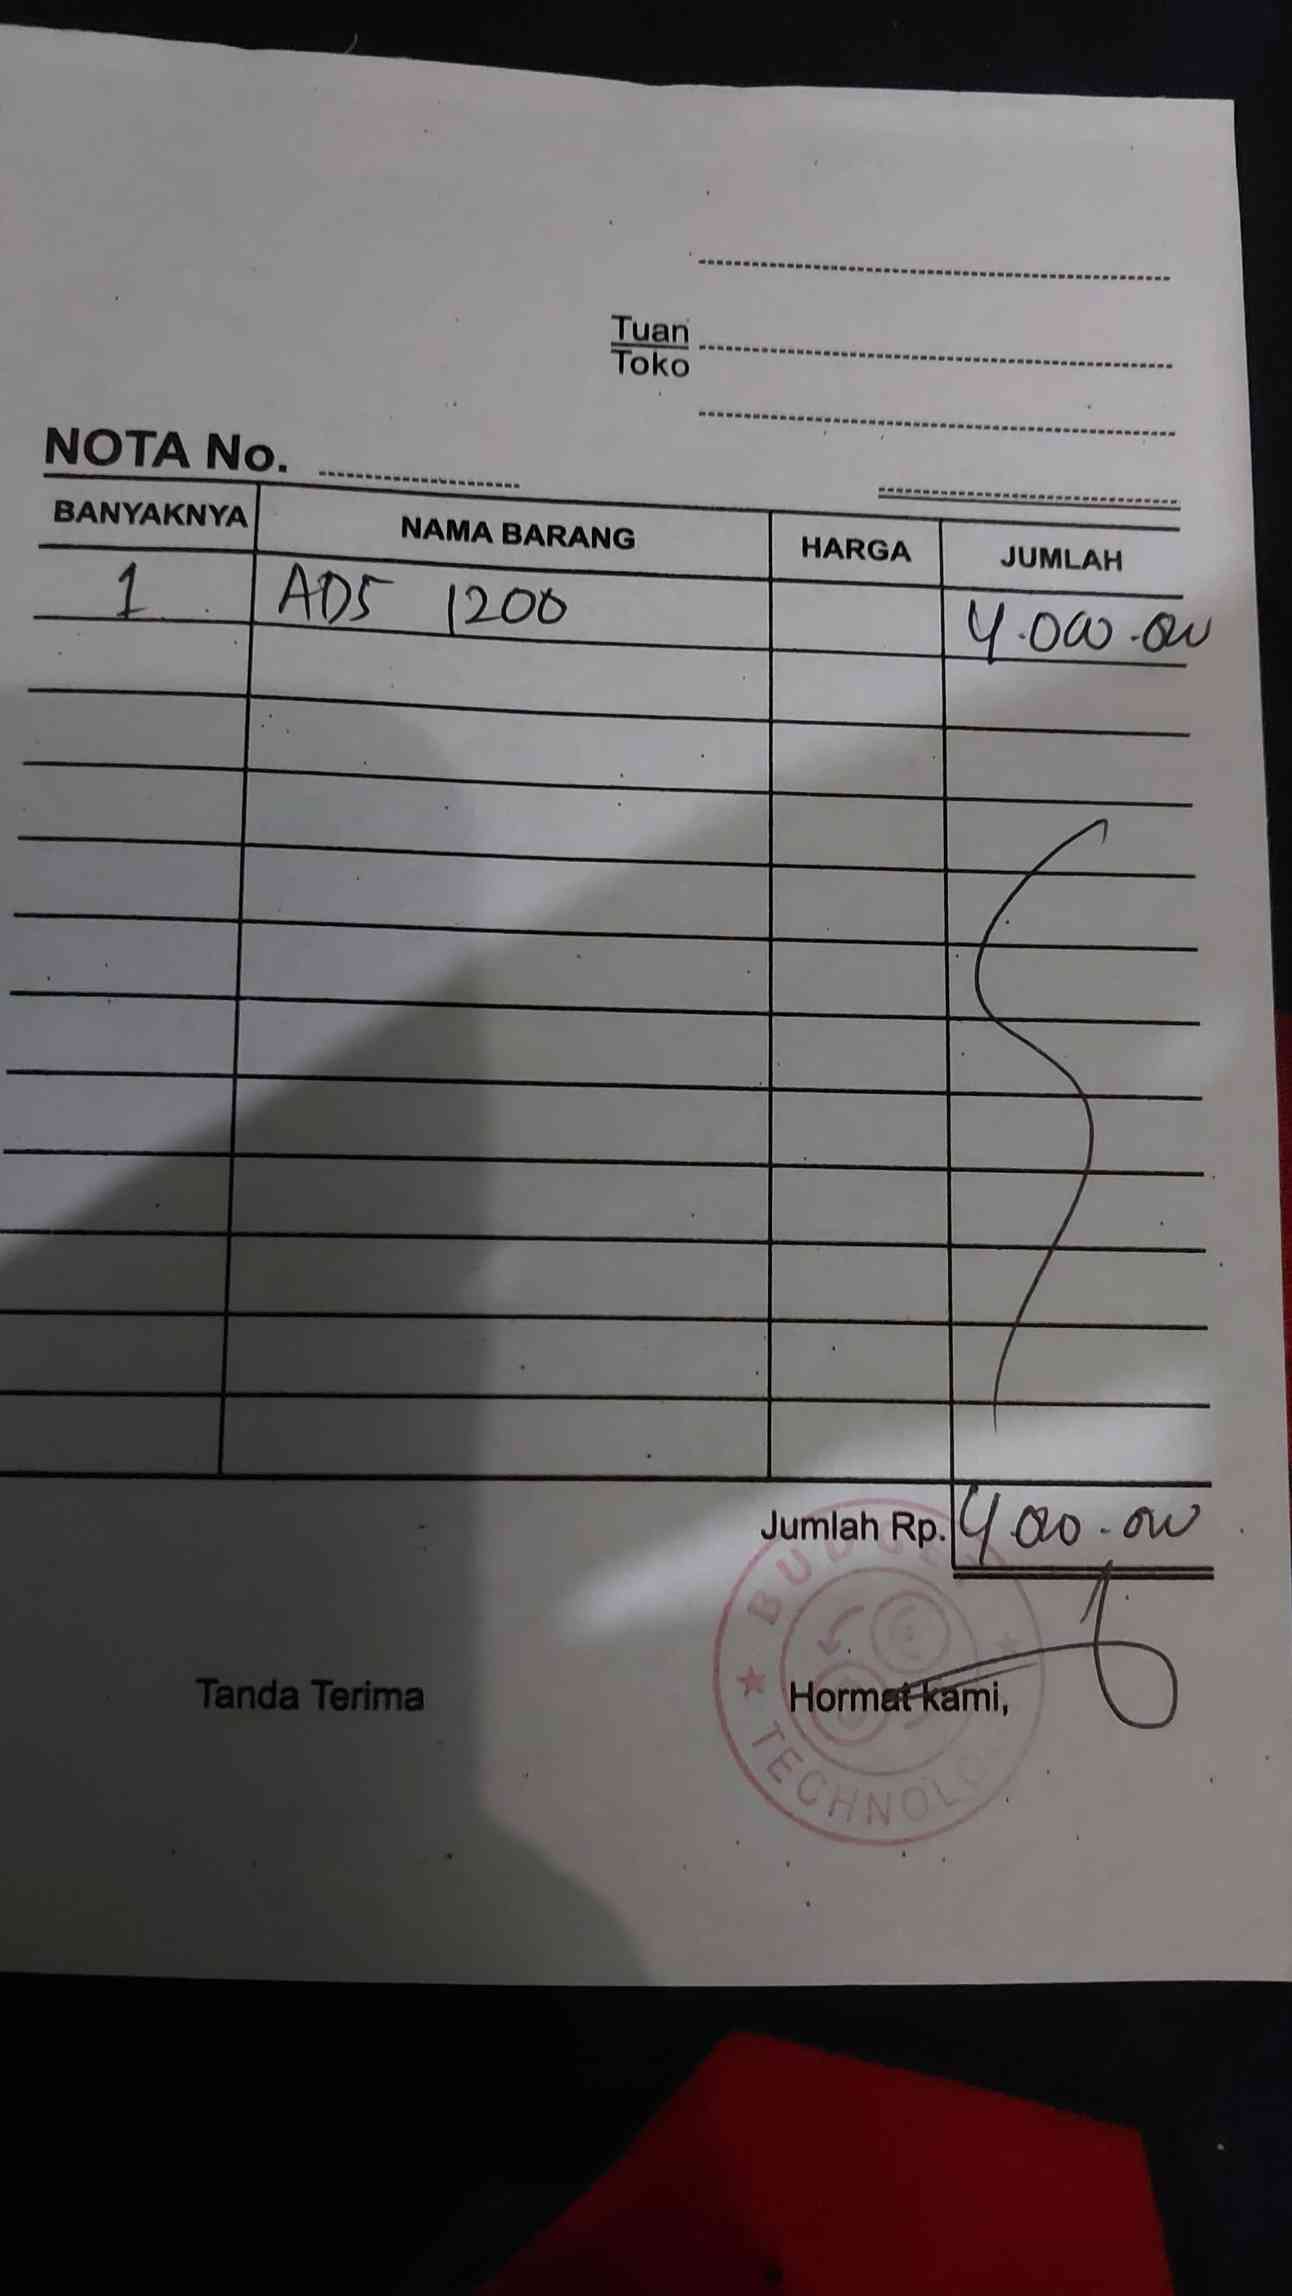 Tuan
Toko
NOTA No.
BANYAKNYA NAMA BARANG HARGA JUMLAH
1 ADS 1200 4.000.000
Jumlah Rp. 4.000.000
Tanda Terima Hormat kami,
TECHNOLO